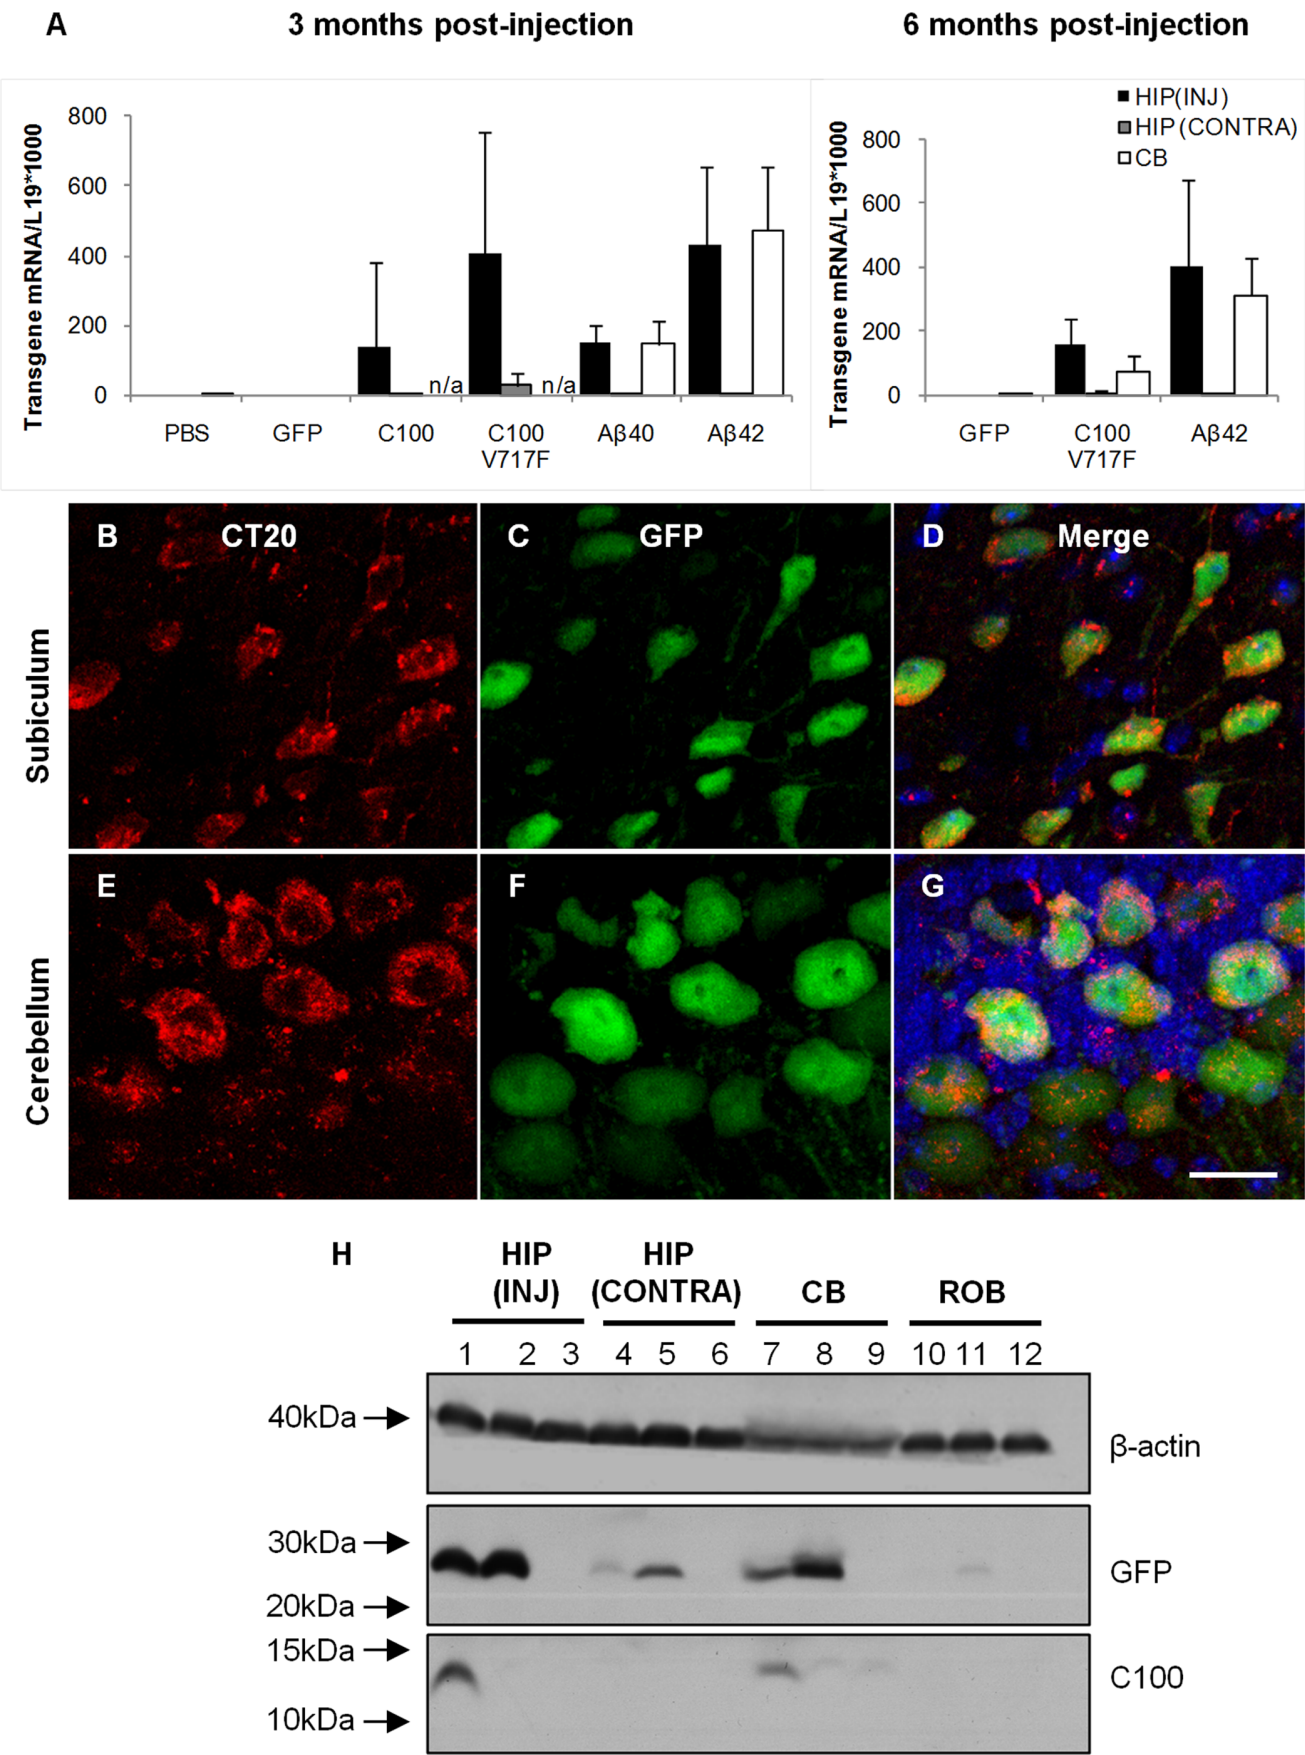 A 3 months post-injection 6 months post-injection
Transgene mRNA/L19*1000
800
600
400
200
0
n/a n/a
PBS GFP C100 C100 V717F Aβ40 Aβ42
Transgene mRNA/L19*1000
800
600
400
200
0
HIP(INJ)
HIP(CONTRA)
CB
GFP C100 V717F Aβ42
Subiculum
B CT20 C GFP D Merge
Cerebellum
E F G
H HIP (INJ) HIP (CONTRA) CB ROB
1 2 3 4 5 6 7 8 9 10 11 12
40kDa β-actin
30kDa
GFP
20kDa
15kDa
C100
10kDa